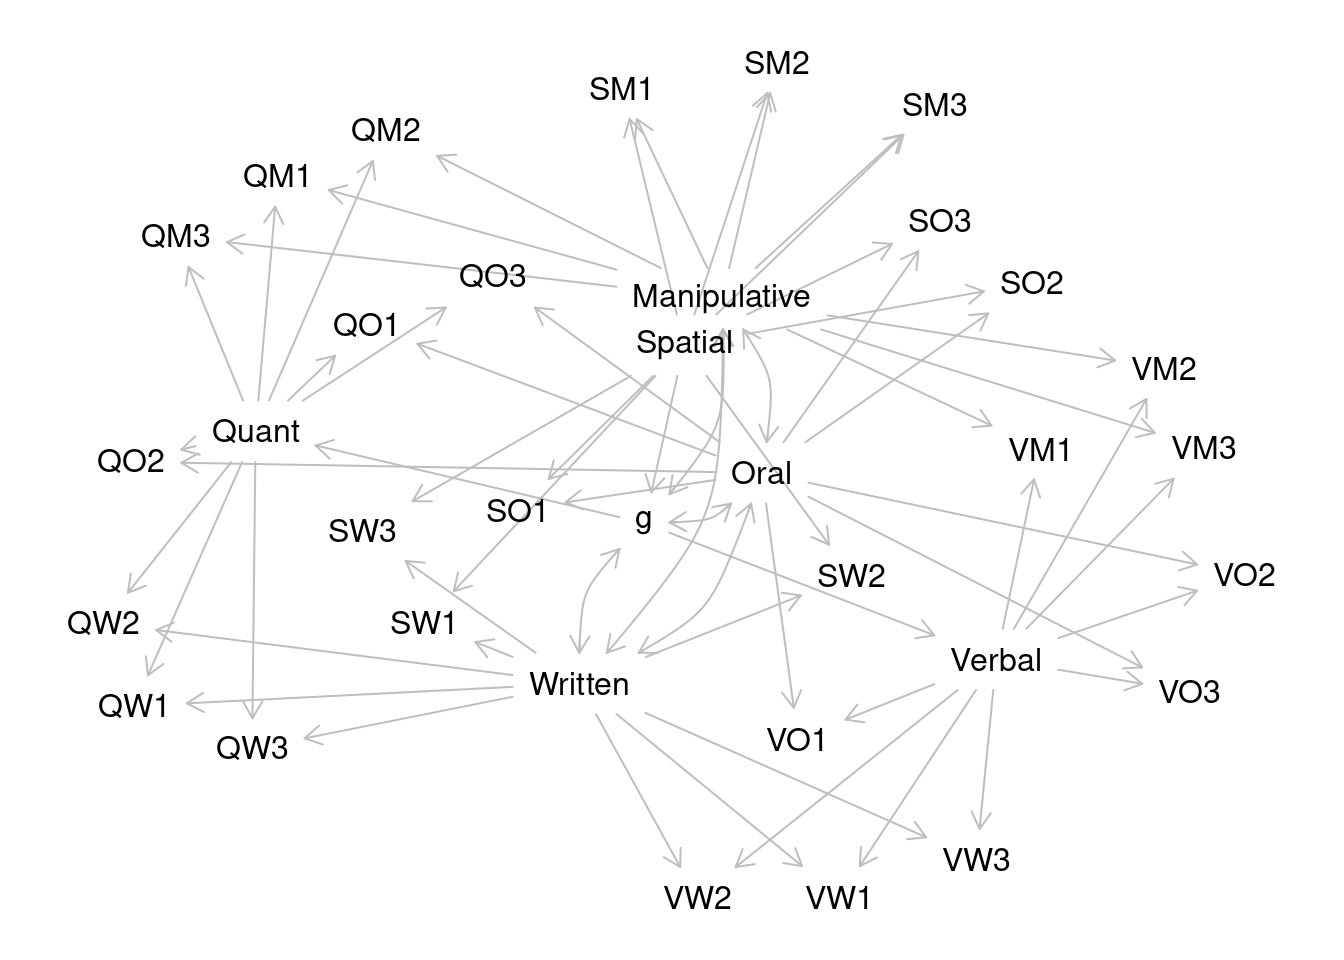 SM2
SM1
SM3
QM2
QM1
SO3
QM3
QO3
SO2
Manipulative
QO1
Spatial
VM2
Quant
VM1
VM3
QO2
Oral
SO1
g
SW3
SW2
VO2
QW2
SW1
Verbal
Written
VO3
QW1
VO1
QW3
VW3
VW2
VW1